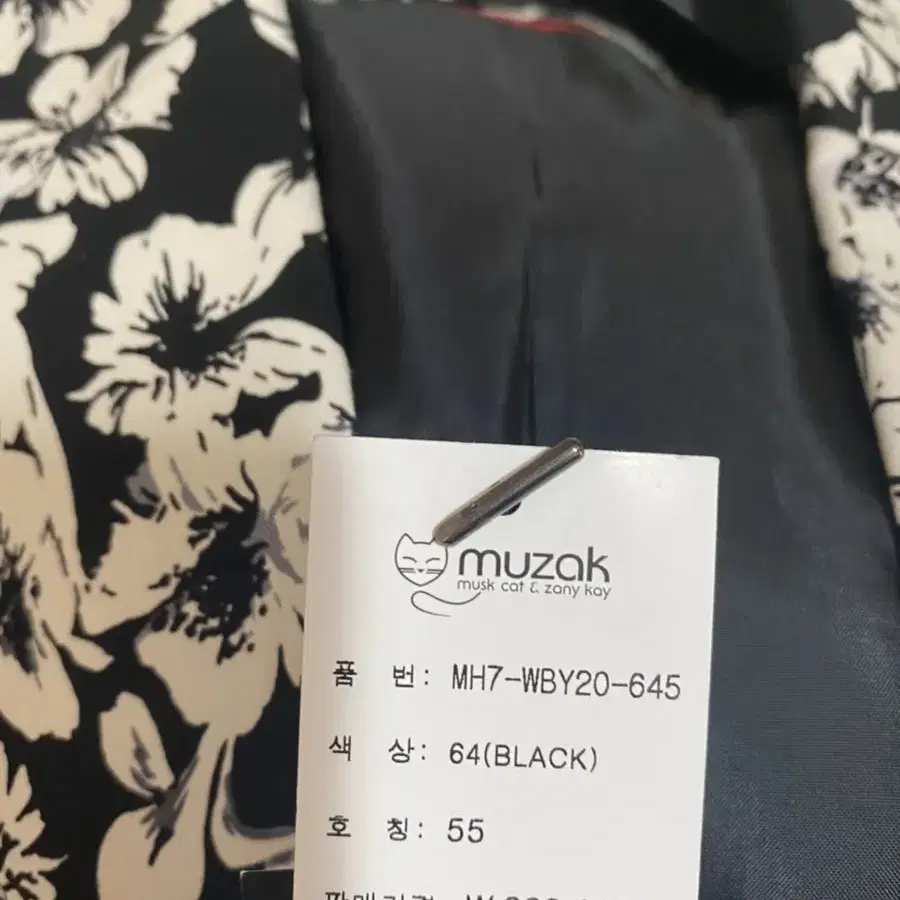 muzak
musk cat & zany kay
품 번: MH7-WBY20-645
색 상: 64(BLACK)
호 칭: 55